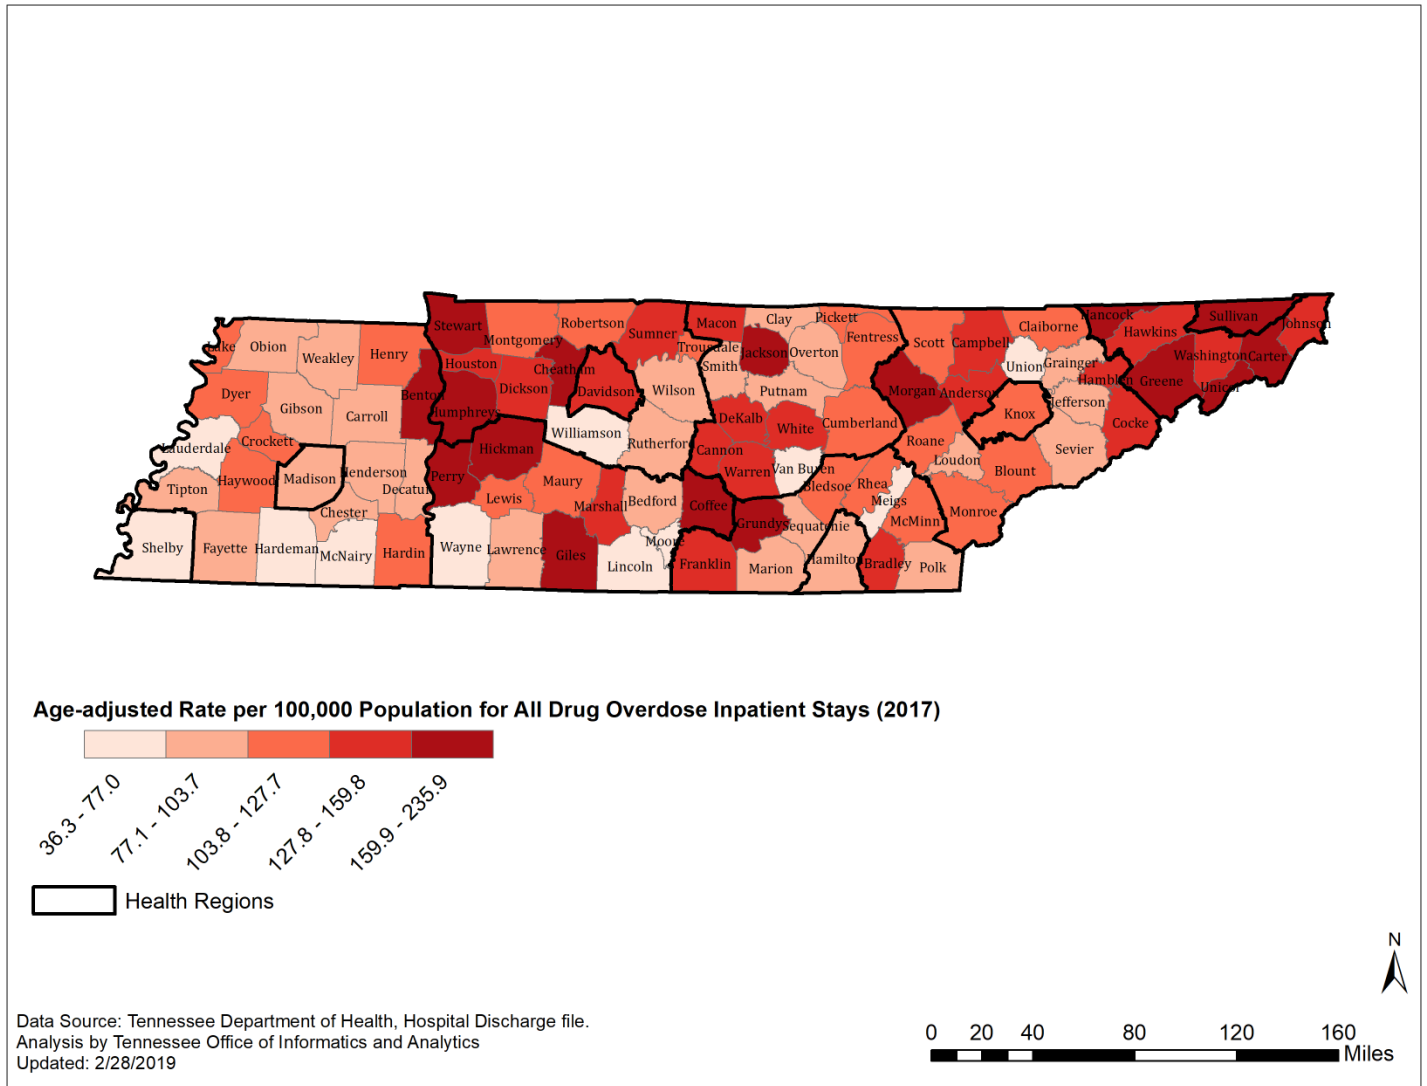 Stewart
Montgomery
Robertson
Sumner
Macon
Clay
Pickett
Fentress
Scott
Campbell
Claiborne
Hancock
Hawkins
Sullivan
Johnson
Lake
Obion
Weakley
Henry
Houston
Dickson
Cheatham
Davidson
Trousdale
Smith
Jackson
Overton
Putnam
Morgan
Anderson
Union
Grainger
Hamblen
Greene
Washington
Carter
Unicoi
Dyer
Gibson
Carroll
Benton
Humphreys
Williamson
Wilson
Rutherford
DeKalb
White
Cumberland
Roane
Knox
Jefferson
Cocke
Sevier
Lauderdale
Crockett
Haywood
Madison
Henderson
Decatur
Perry
Hickman
Lewis
Maury
Marshall
Bedford
Cannon
Warren
Van Buren
Bledsoe
Rhea
Meigs
Loudon
Blount
Monroe
McMinn
Tipton
Chester
Coffee
Grundy
Sequatchie
Shelby
Fayette
Hardeman
McNairy
Hardin
Wayne
Lawrence
Giles
Lincoln
Moore
Franklin
Marion
Hamilton
Bradley
Polk
Age-adjusted Rate per 100,000 Population for All Drug Overdose Inpatient Stays (2017)
36.3 - 77.0
77.1 - 103.7
103.8 - 127.7
127.8 - 159.8
159.9 - 235.9
Health Regions
N
Data Source: Tennessee Department of Health, Hospital Discharge file.
Analysis by Tennessee Office of Informatics and Analytics
Updated: 2/28/2019
0 20 40 80 120 160
Miles